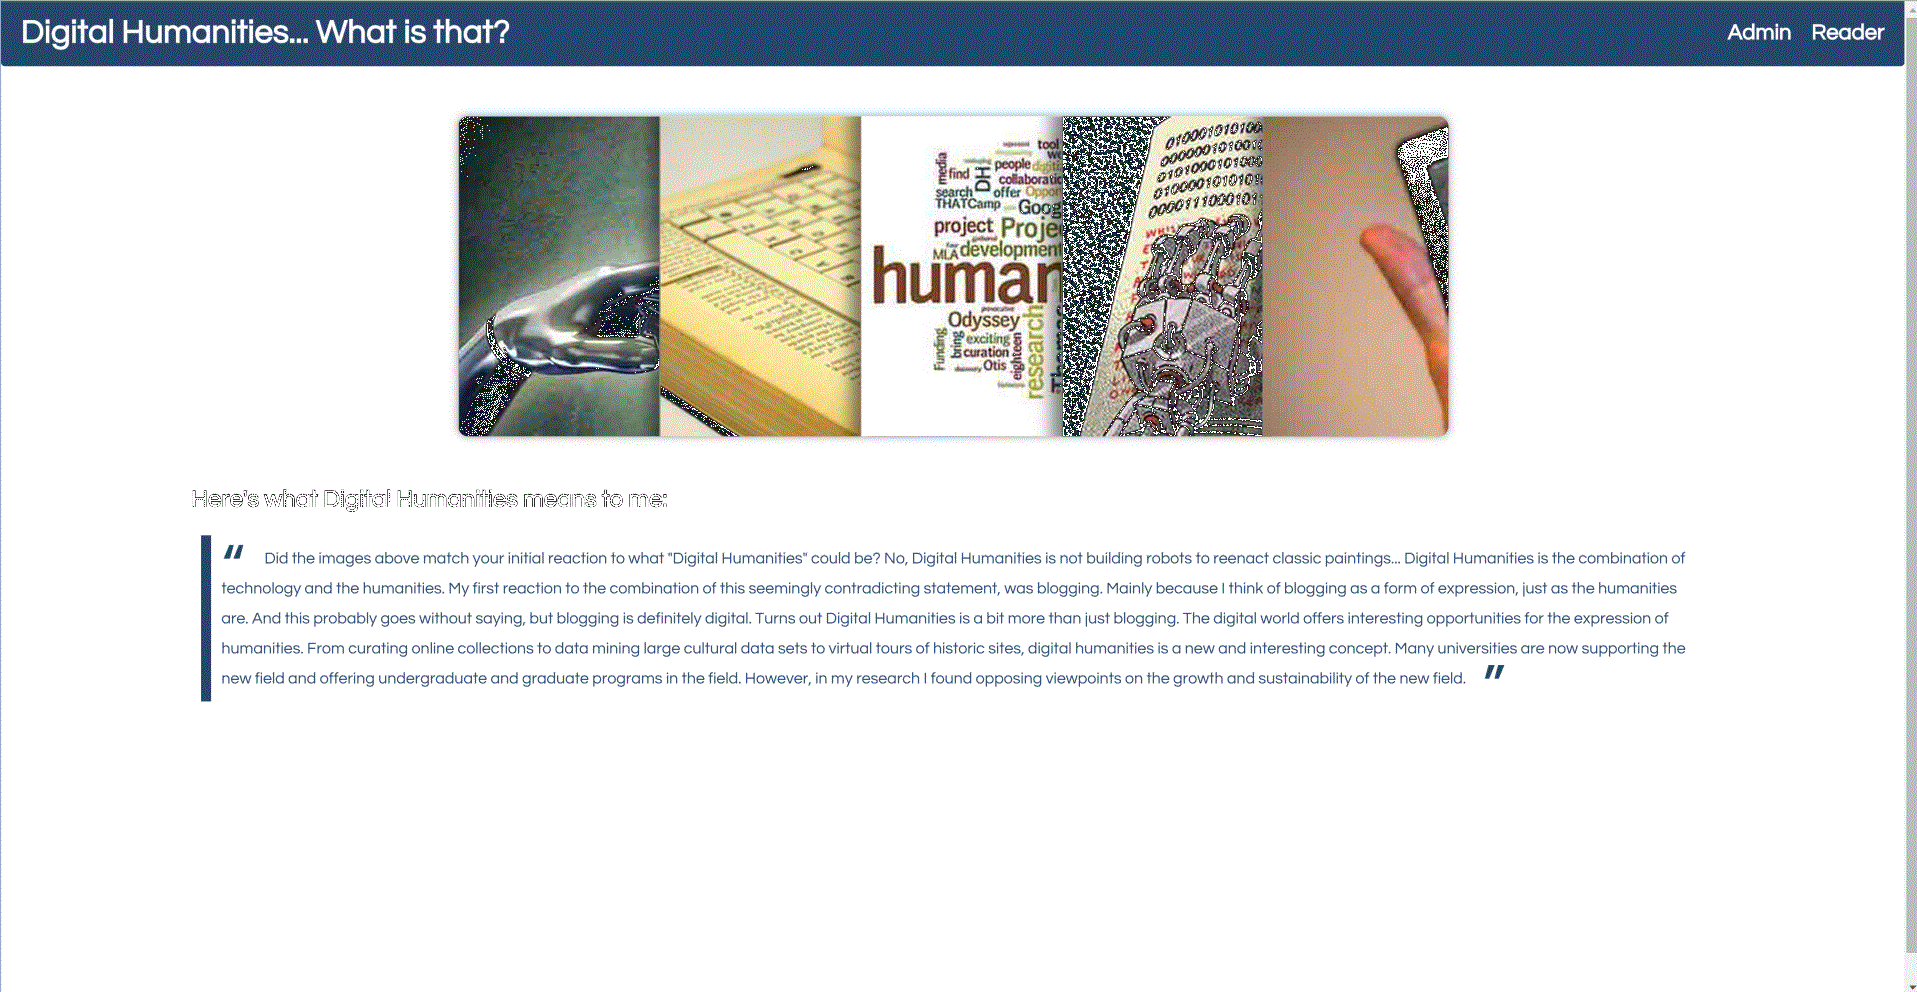 Digital Humanities... What is that?
Admin Reader
media
find
search
THATCamp
DH
people
offer
tool
Goog
project
MLA
development
human
Odyssey
Funding
bring
exciting
curation
Otis
eighteen
research
010001010100
000000101001
010010101000
010000101010
000011100010
Here's what Digital Humanities means to me:
" Did the images above match your initial reaction to what "Digital Humanities" could be? No, Digital Humanities is not building robots to reenact classic paintings... Digital Humanities is the combination of
technology and the humanities. My first reaction to the combination of this seemingly contradicting statement, was blogging. Mainly because I think of blogging as a form of expression, just as the humanities
are. And this probably goes without saying, but blogging is definitely digital. Turns out Digital Humanities is a bit more than just blogging. The digital world offers interesting opportunities for the expression of
humanities. From curating online collections to data mining large cultural data sets to virtual tours of historic sites, digital humanities is a new and interesting concept. Many universities are now supporting the
new field and offering undergraduate and graduate programs in the field. However, in my research I found opposing viewpoints on the growth and sustainability of the new field. "